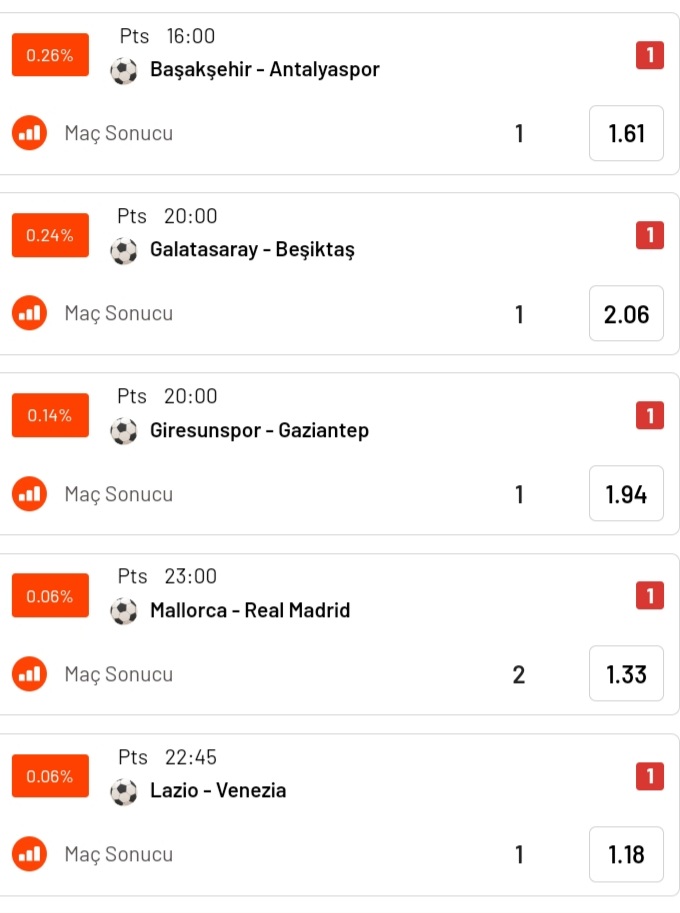 Pts 16:00
0.26% Başakşehir - Antalyaspor 1
Maç Sonucu 1 1.61
Pts 20:00
0.24% Galatasaray - Beşiktaş 1
Maç Sonucu 1 2.06
Pts 20:00
0.14% Giresunspor - Gaziantep 1
Maç Sonucu 1 1.94
Pts 23:00
0.06% Mallorca - Real Madrid 1
Maç Sonucu 2 1.33
Pts 22:45
0.06% Lazio - Venezia 1
Maç Sonucu 1 1.18